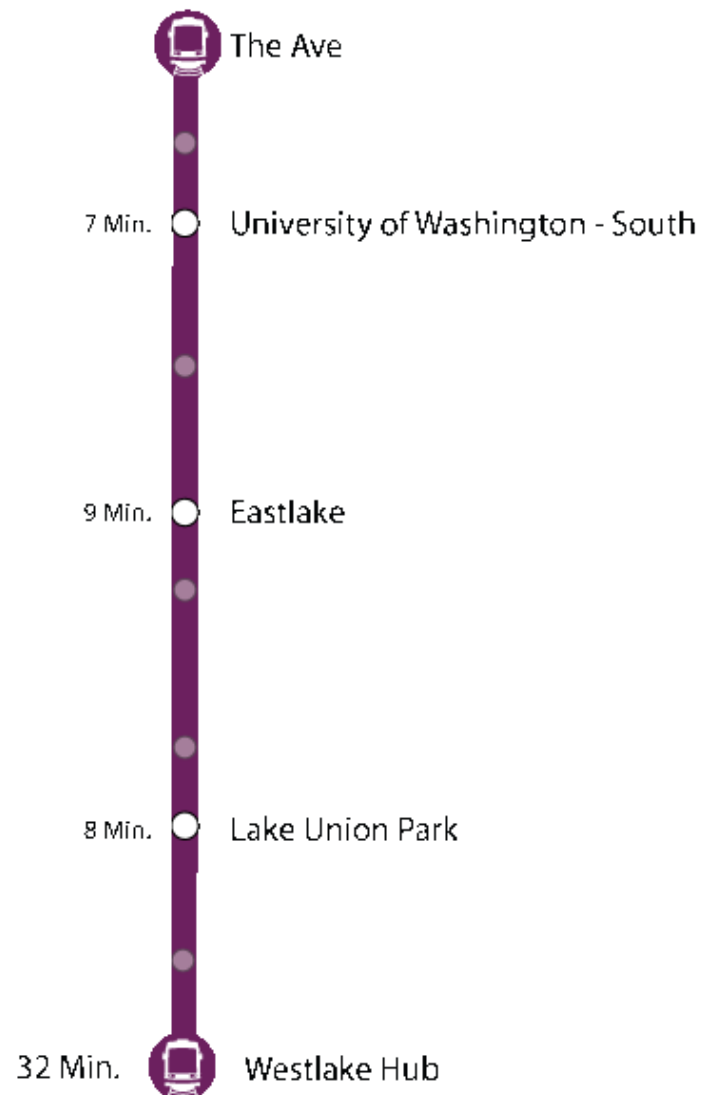 The Ave
7 Min. University of Washington - South
9 Min. Eastlake
8 Min. Lake Union Park
32 Min. Westlake Hub